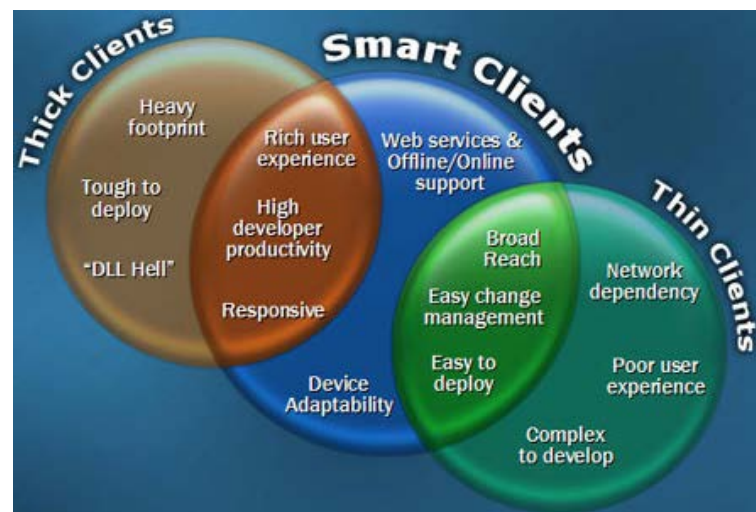 Thick Clients
Heavy
footprint
Tough to
deploy
"DLL Hell"
Rich user
experience
High
developer
productivity
Responsive
Smart Clients
Web services &
Offline/Online
support
Device
Adaptability
Broad
Reach
Easy change
management
Easy to
deploy
Thin Clients
Network
dependency
Poor user
experience
Complex
to develop